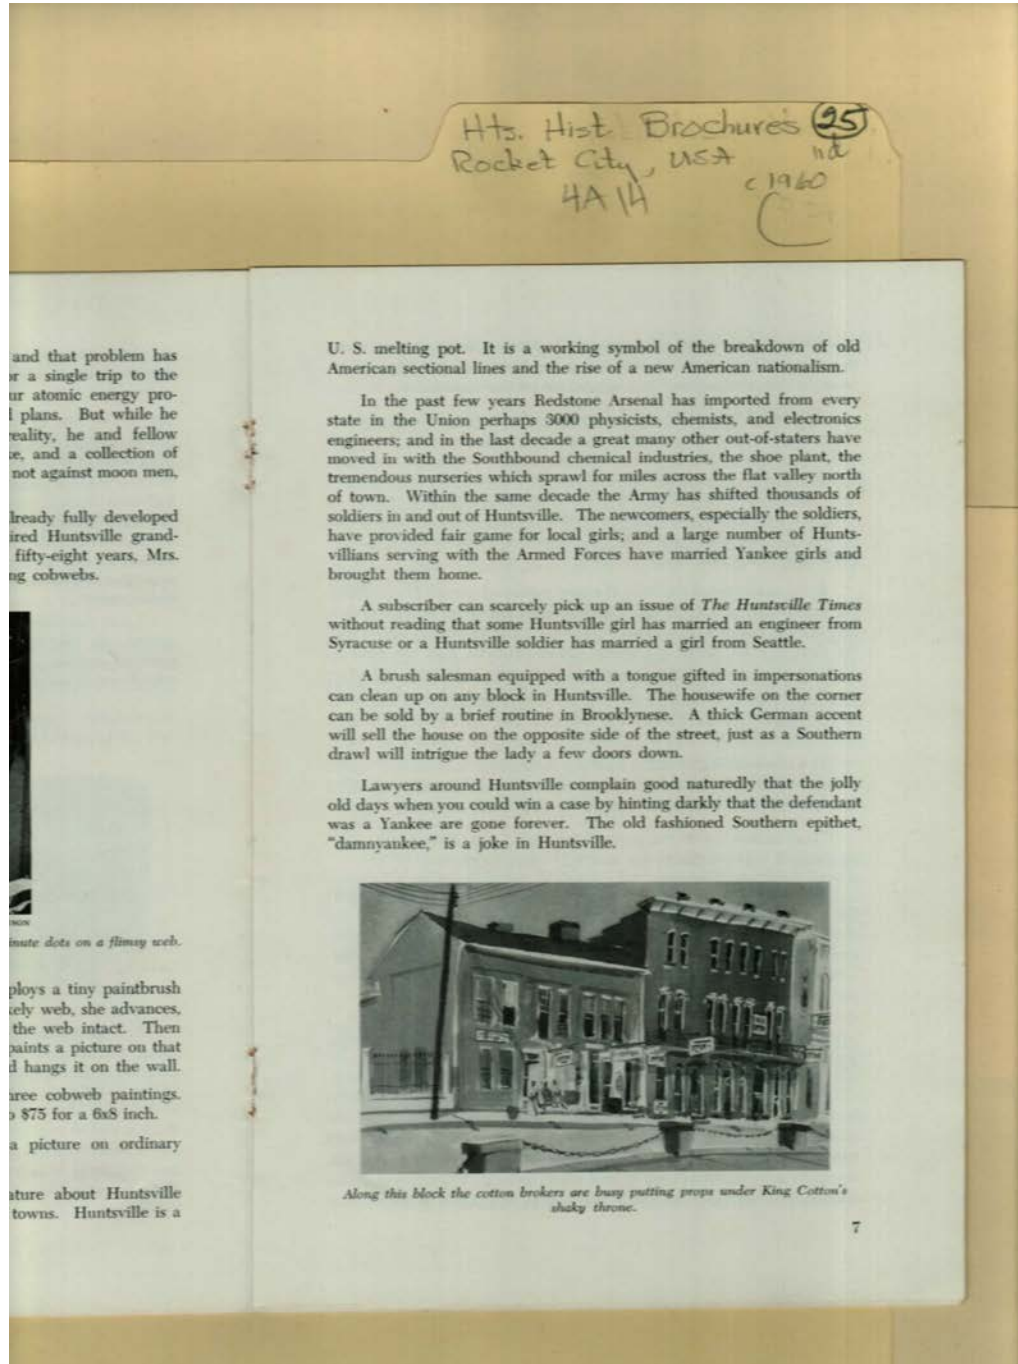 Hts. Hist Brochures 25
Rocket City, USA nd
4A14 c 1960
and that problem has
a single trip to the
ur atomic energy pro-
plans. But while he
eality, he and fellow
and a collection of
not against moon men,
lready fully developed
ired Huntsville grand-
fifty-eight years, Mrs.
ng cobwebs.
inute dots on a flimsy web.
ploys a tiny paintbrush
web, she advances,
the web intact. Then
paints a picture on that
d hangs it on the wall.
ree cobweb paintings.
$75 for a 6x8 inch.
a picture on ordinary
ature about Huntsville
towns. Huntsville is a
U. S. melting pot. It is a working symbol of the breakdown of old
American sectional lines and the rise of a new American nationalism.
In the past few years Redstone Arsenal has imported from every
state in the Union perhaps 3000 physicists, chemists, and electronics
engineers; and in the last decade a great many other out-of-staters have
moved in with the Southbound chemical industries, the shoe plant, the
tremendous nurseries which sprawl for miles across the flat valley north
of town. Within the same decade the Army has shifted thousands of
soldiers in and out of Huntsville. The newcomers, especially the soldiers,
have provided fair game for local girls; and a large number of Hunts-
villians serving with the Armed Forces have married Yankee girls and
brought them home.
A subscriber can scarcely pick up an issue of The Huntsville Times
without reading that some Huntsville girl has married an engineer from
Syracuse or a Huntsville soldier has married a girl from Seattle.
A brush salesman equipped with a tongue gifted in impersonations
can clean up on any block in Huntsville. The housewife on the corner
can be sold by a brief routine in Brooklynese. A thick German accent
will sell the house on the opposite side of the street, just as a Southern
drawl will intrigue the lady a few doors down.
Lawyers around Huntsville complain good naturedly that the jolly
old days when you could win a case by hinting darkly that the defendant
was a Yankee are gone forever. The old fashioned Southern epithet,
"damnyankee," is a joke in Huntsville.
Along this block the cotton brokers are busy putting props under King Cotton's
shaky throne.
7